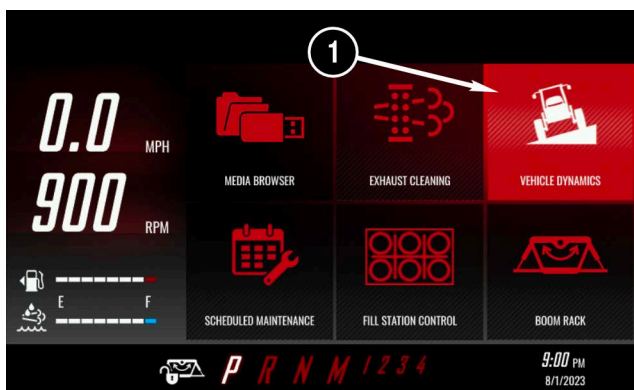 1
0.0 MPH
900 RPM
MEDIA BROWSER
EXHAUST CLEANING
VEHICLE DYNAMICS
E F
SCHEDULED MAINTENANCE
FILL STATION CONTROL
BOOM RACK
P R N M 1 2 3 4
9:00 PM
8/1/2023